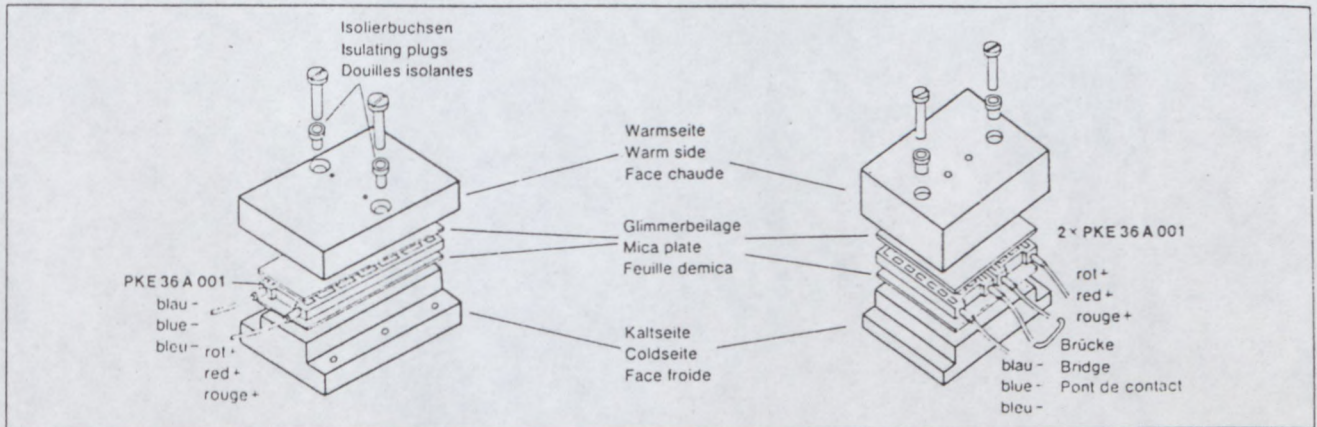 Isolierbuchsen
Isulating plugs
Douilles isolantes
Warmseite
Warm side
Face chaude
Glimmerbeilage
Mica plate
Feuille demica
Kaltseite
Coldseite
Face froide
PKE 36 A 001
blau -
blue -
bleu -
rot +
red +
rouge +
2 × PKE 36 A 001
rot +
red +
rouge +
Brücke
Bridge
Pont de contact
blau -
blue -
bleu -